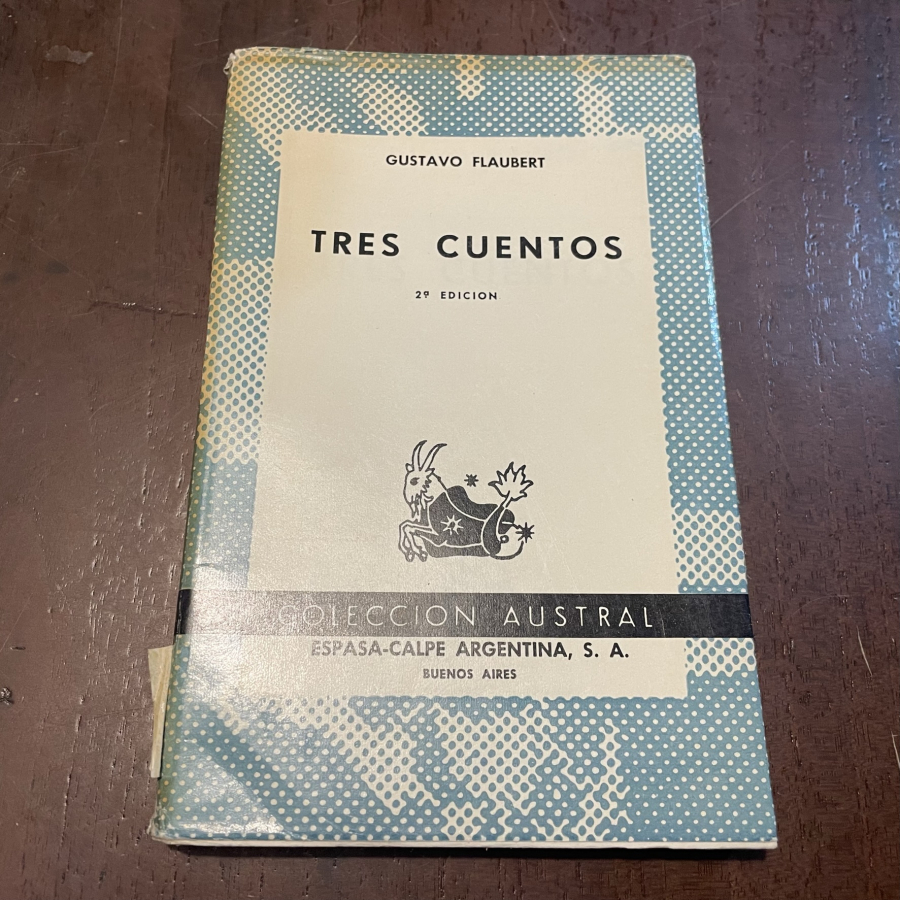 GUSTAVO FLAUBERT
TRES CUENTOS
2ª EDICION
COLECCION AUSTRAL
ESPASA-CALPE ARGENTINA, S. A.
BUENOS AIRES